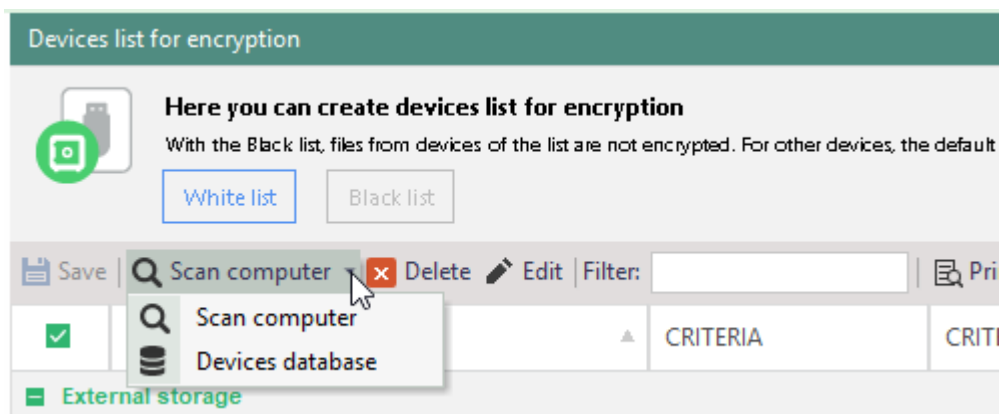 Devices list for encryption
Here you can create devices list for encryption
With the Black list, files from devices of the list are not encrypted. For other devices, the default
White list Black list
Save Scan computer Delete Edit Filter: Pri
Scan computer
CRITERIA CRITE
Devices database
External storage